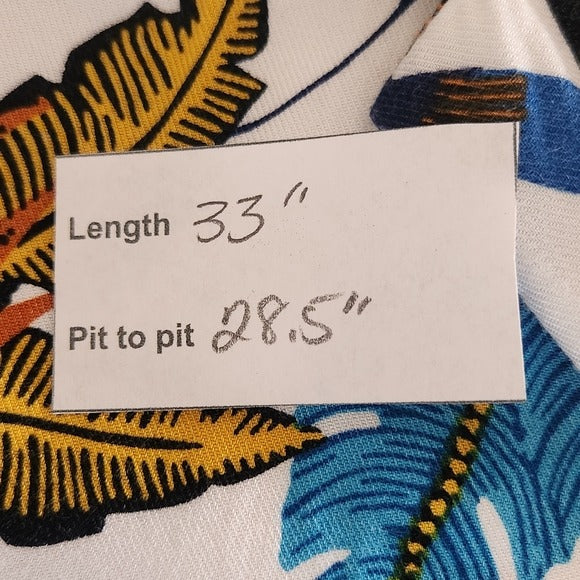 Length 33"
Pit to pit 28.5"